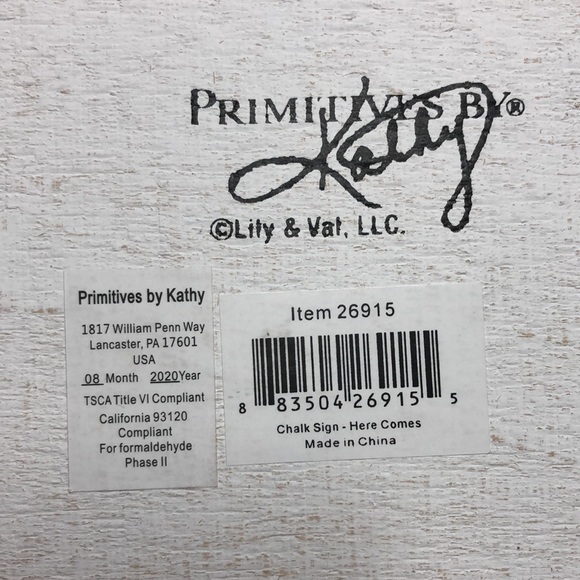 PRIMITIVES BY®
Kathy
©Lily & Val, LLC.
Primitives by Kathy
1817 William Penn Way
Lancaster, PA 17601
USA
08 Month 2020Year
TSCA Title VI Compliant
California 93120
Compliant
For formaldehyde
Phase II
Item 26915
8 83504 26915 5
Chalk Sign - Here Comes
Made in China